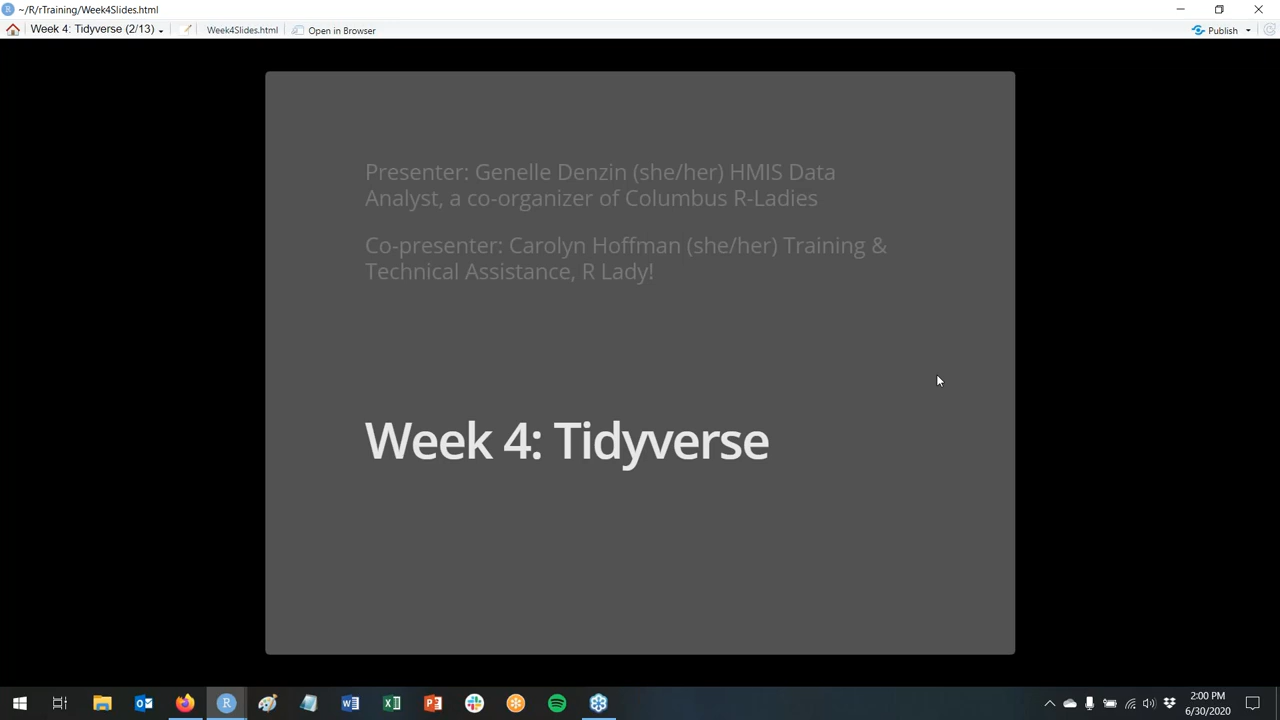 ~/R/rTraining/Week4Slides.html
Week 4: Tidyverse (2/13)
Week4Slides.html
Open in Browser
Publish
Presenter: Genelle Denzin (she/her) HMIS Data
Analyst, a co-organizer of Columbus R-Ladies
Co-presenter: Carolyn Hoffman (she/her) Training &
Technical Assistance, R Lady!
Week 4: Tidyverse
2:00 PM
6/30/2020